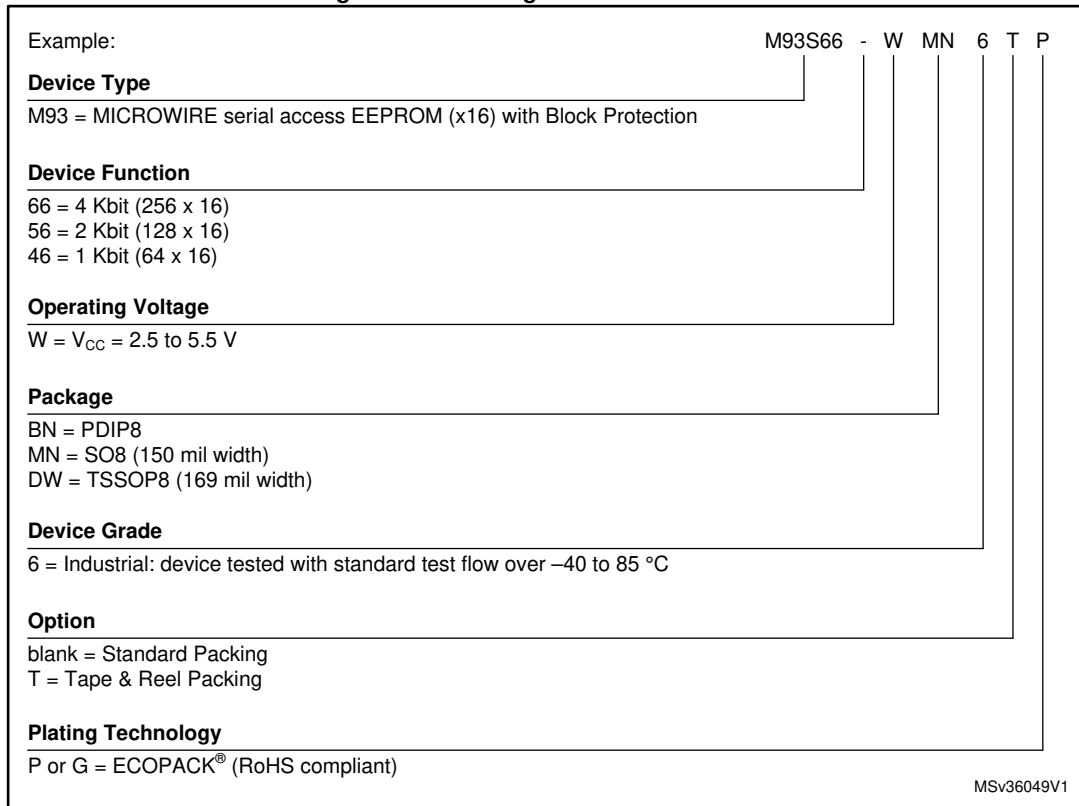 Example: M93S66 - W MN 6 T P
Device Type
M93 = MICROWIRE serial access EEPROM (x16) with Block Protection
Device Function
66 = 4 Kbit (256 x 16)
56 = 2 Kbit (128 x 16)
46 = 1 Kbit (64 x 16)
Operating Voltage
W = VCC = 2.5 to 5.5 V
Package
BN = PDIP8
MN = SO8 (150 mil width)
DW = TSSOP8 (169 mil width)
Device Grade
6 = Industrial: device tested with standard test flow over –40 to 85 °C
Option
blank = Standard Packing
T = Tape & Reel Packing
Plating Technology
P or G = ECOPACK® (RoHS compliant)
MSv36049V1